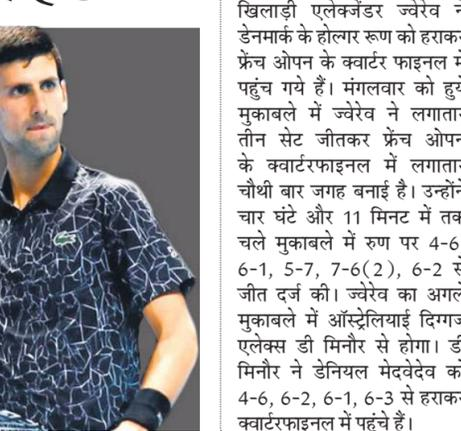 खिलाड़ी एलेक्जेंडर ज्वेरेव ने
डेनमार्क के होल्गर रूण को हराकर
फ्रेंच ओपन के क्वार्टर फाइनल में
पहुंच गये हैं। मंगलवार को हुये
मुकाबले में ज्वेरेव ने लगातार
तीन सेट जीतकर फ्रेंच ओपन
के क्वार्टरफाइनल में लगातार
चौथी बार जगह बनाई है। उन्होंने
चार घंटे और 11 मिनट में तक
चले मुकाबले में रुण पर 4-6,
6-1, 5-7, 7-6(2), 6-2 से
जीत दर्ज की। ज्वेरेव का अगले
मुकाबले में ऑस्ट्रेलियाई दिग्गज
एलेक्स डी मिनौर से होगा। डी
मिनौर ने डेनियल मेदवेदेव को
4-6, 6-2, 6-1, 6-3 से हराकर
क्वार्टरफाइनल में पहुंचे हैं।